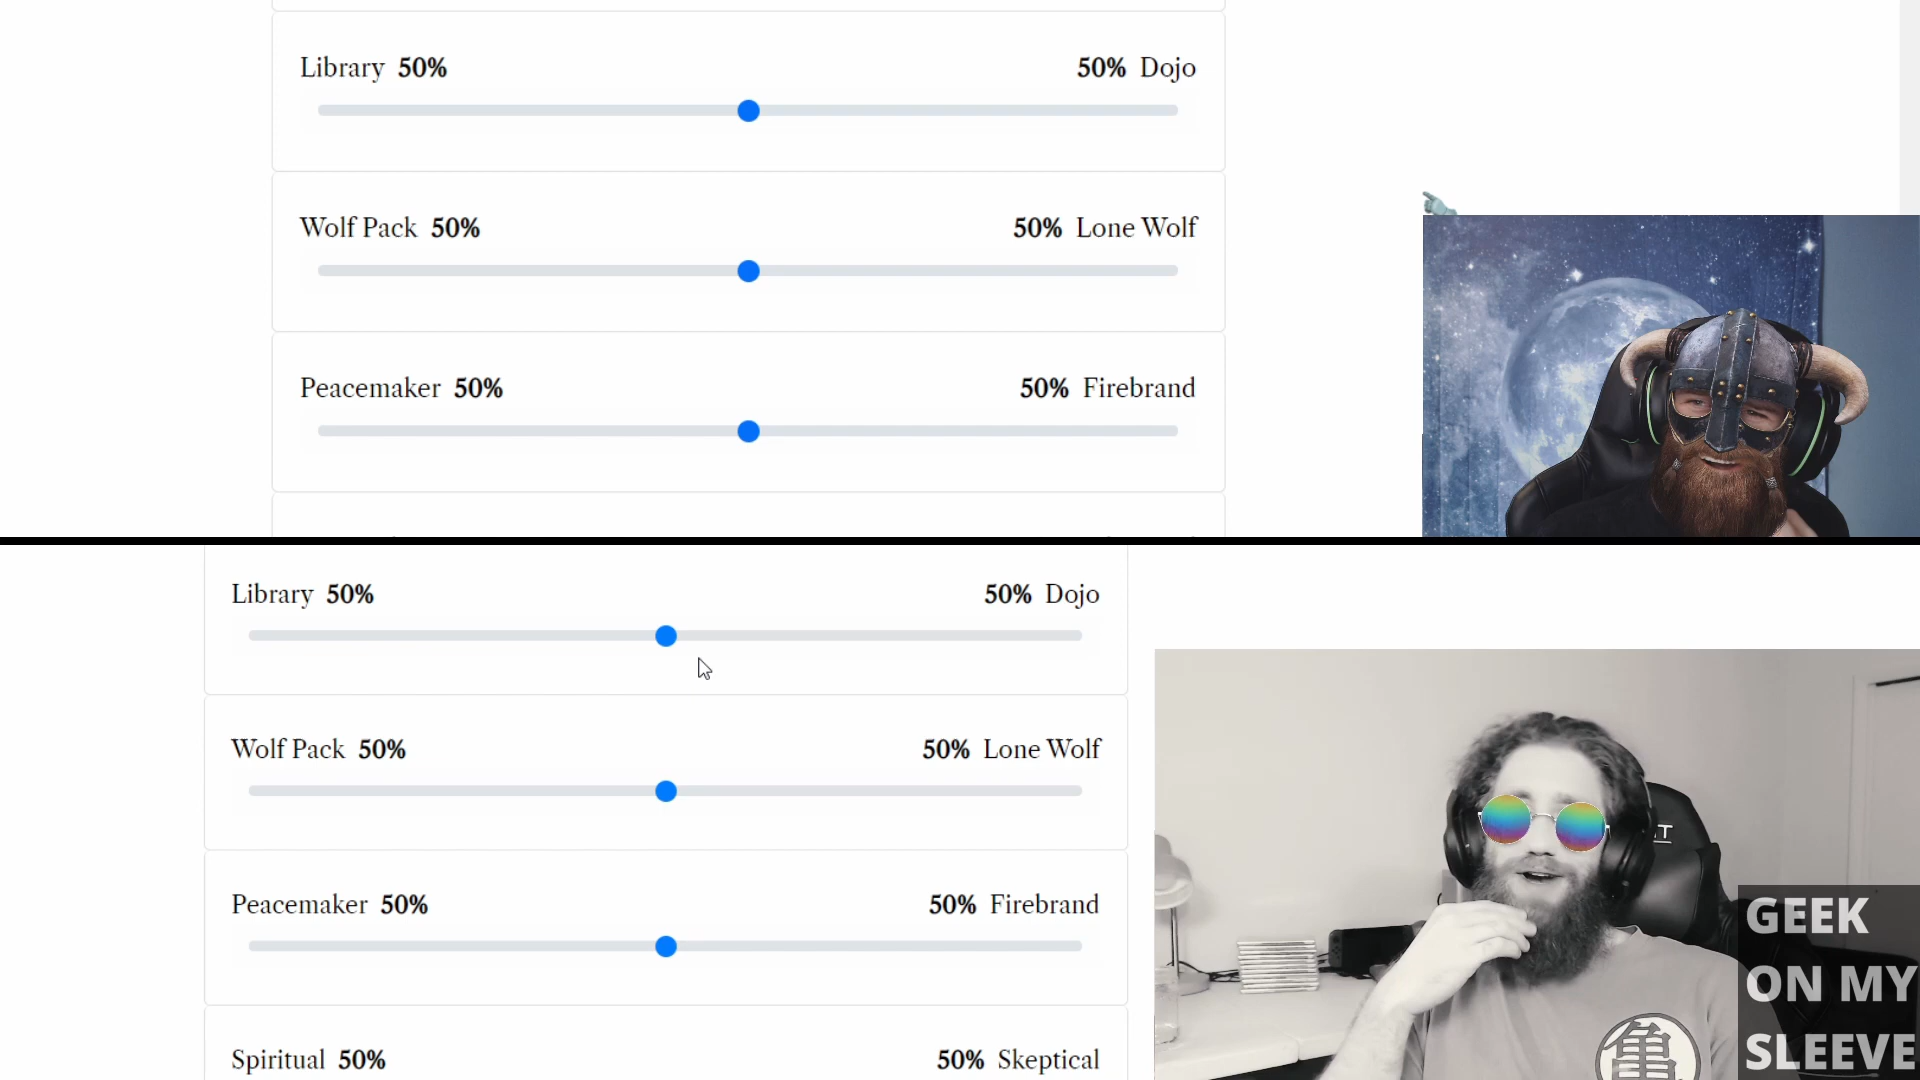 Library 50%
50% Dojo
Wolf Pack 50%
50% Lone Wolf
Peacemaker 50%
50% Firebrand
Library 50%
50% Dojo
Wolf Pack 50%
50% Lone Wolf
Peacemaker 50%
50% Firebrand
Spiritual 50%
50% Skeptical
GEEK
ON MY
SLEEVE
亀